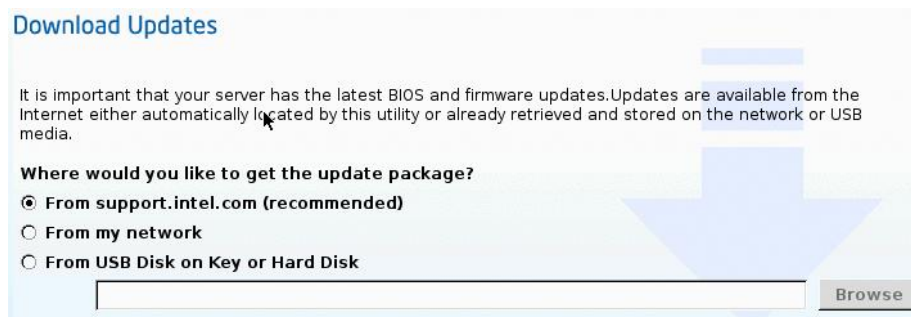 Download Updates
It is important that your server has the latest BIOS and firmware updates.Updates are available from the
Internet either automatically located by this utility or already retrieved and stored on the network or USB
media.
Where would you like to get the update package?
From support.intel.com (recommended)
From my network
From USB Disk on Key or Hard Disk
Browse